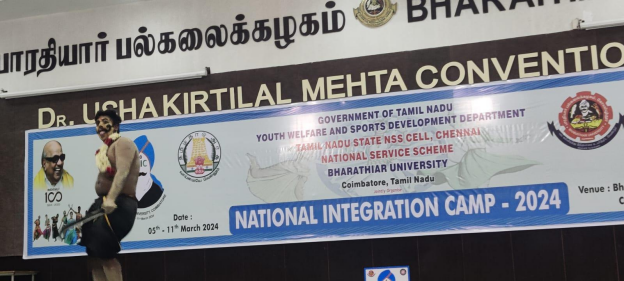 பாரதியார் பல்கலைக்கழகம்
BHARATHIA
DR. USHA KIRTILAL MEHTA CONVENTIO
GOVERNMENT OF TAMIL NADU
YOUTH WELFARE AND SPORTS DEVELOPMENT DEPARTMENT
TAMIL NADU STATE NSS CELL, CHENNAI
NATIONAL SERVICE SCHEME
BHARATHIAR UNIVERSITY
Coimbatore, Tamil Nadu
100
Date :
05th - 11th March 2024
NATIONAL INTEGRATION CAMP - 2024
Venue : Bh
C